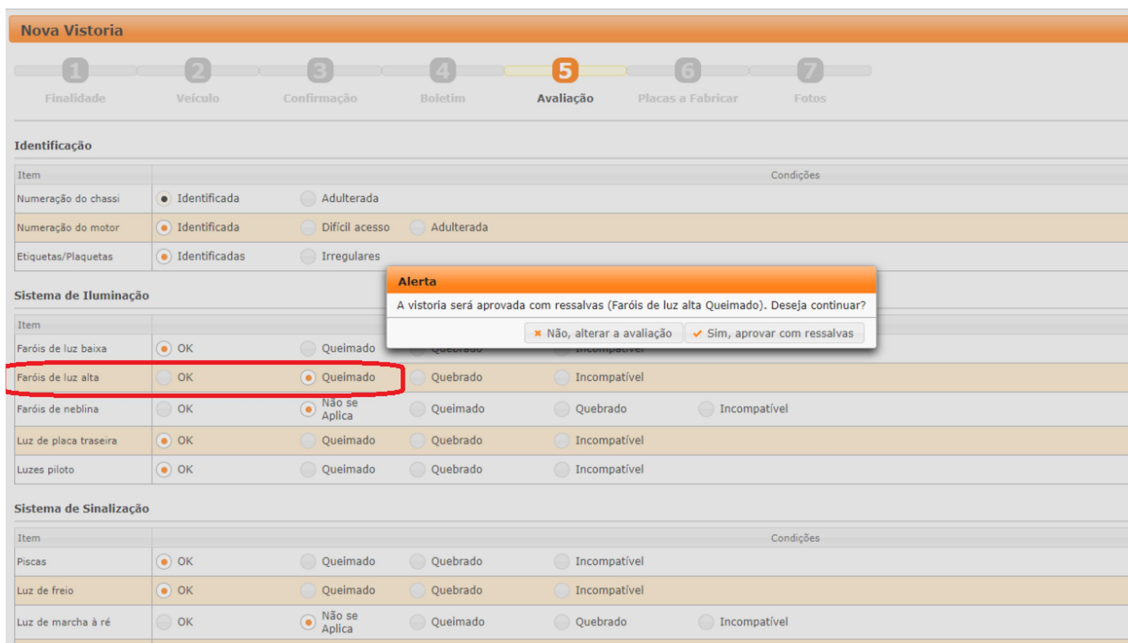 Nova Vistoria
1 2 3 4 5 6 7
Finalidade Veículo Confirmação Boletim Avaliação Placas a Fabricar Fotos
Identificação
Item Condições
Numeração do chassi Identificada Adulterada
Numeração do motor Identificada Difícil acesso Adulterada
Etiquetas/Plaquetas Identificadas Irregulares
Alerta
A vistoria será aprovada com ressalvas (Faróis de luz alta Queimado). Deseja continuar?
Não, alterar a avaliação Sim, aprovar com ressalvas
Sistema de Iluminação
Item
Faróis de luz baixa OK Queimado Quebrado Incompatível
Faróis de luz alta OK Queimado Quebrado Incompatível
Faróis de neblina OK Não se Aplica Queimado Quebrado Incompatível
Luz de placa traseira OK Queimado Quebrado Incompatível
Luzes piloto OK Queimado Quebrado Incompatível
Sistema de Sinalização
Item Condições
Piscas OK Queimado Quebrado Incompatível
Luz de freio OK Queimado Quebrado Incompatível
Luz de marcha à ré OK Não se Aplica Queimado Quebrado Incompatível